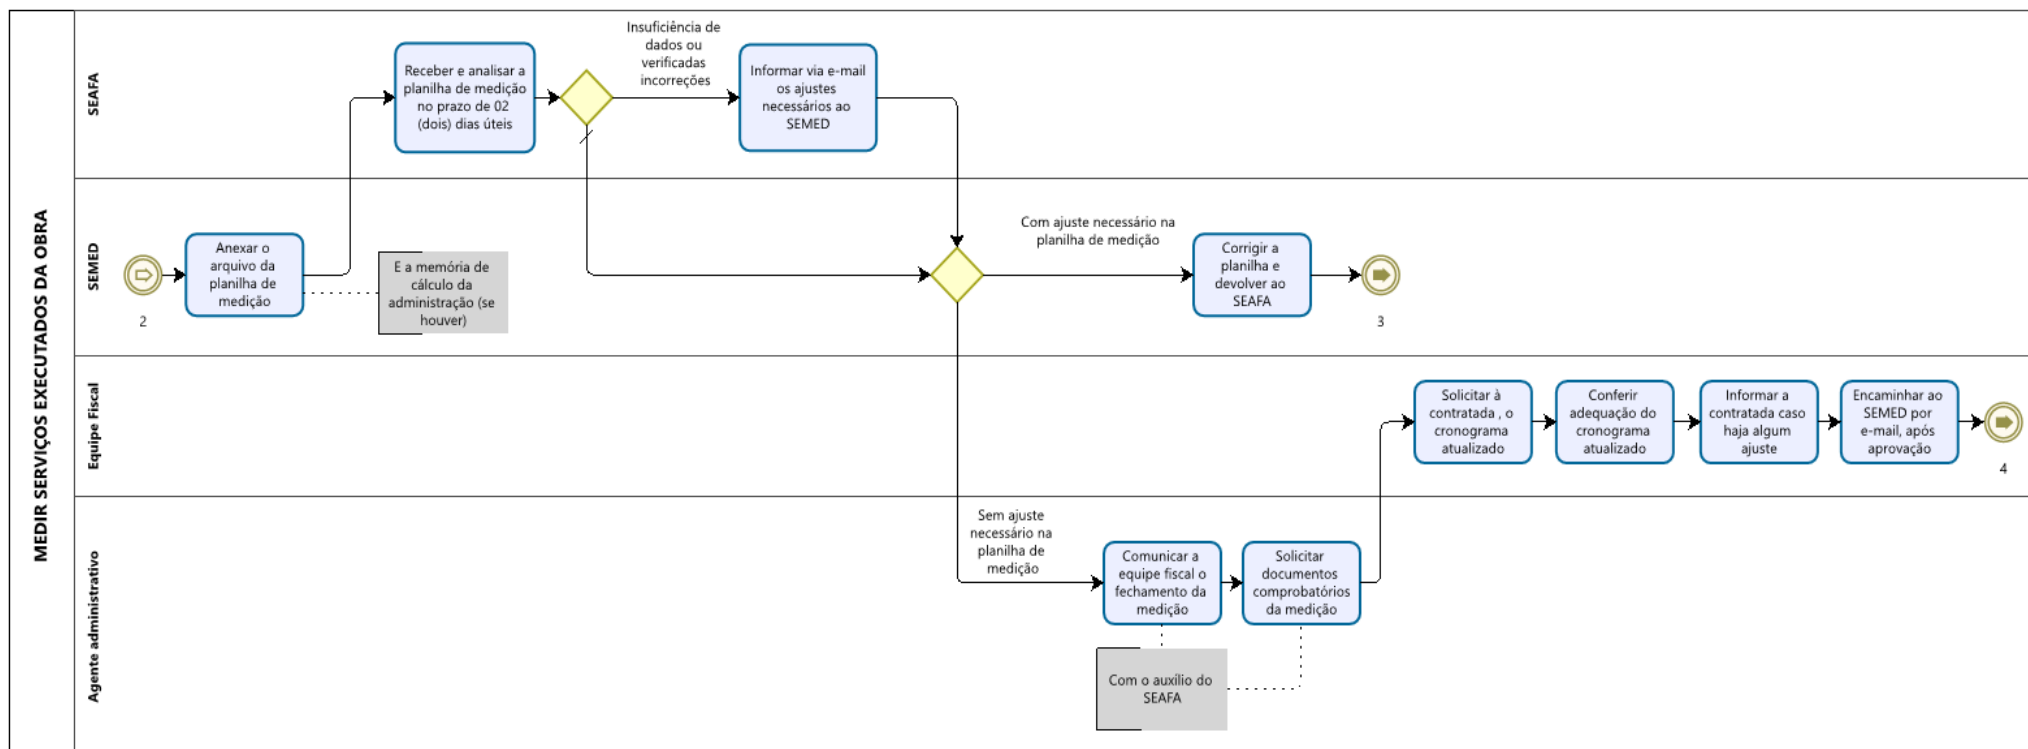 MEDIR SERVIÇOS EXECUTADOS DA OBRA
SEAFA
Receber e analisar a
planilha de medição
no prazo de 02
(dois) dias úteis
Insuficiência de
dados ou
verificadas
incorreções
Informar via e-mail
os ajustes
necessários ao
SEMED
SEMED
2
Anexar o
arquivo da
planilha de
medição
E a memória de
cálculo da
administração (se
houver)
Com ajuste necessário na
planilha de medição
Corrigir a
planilha e
devolver ao
SEAFA
3
Equipe Fiscal
Solicitar à
contratada , o
cronograma
atualizado
Conferir
adequação do
cronograma
atualizado
Informar a
contratada caso
haja algum
ajuste
Encaminhar ao
SEMED por
e-mail, após
aprovação
4
Agente administrativo
Sem ajuste
necessário na
planilha de
medição
Comunicar a
equipe fiscal o
fechamento da
medição
Solicitar
documentos
comprobatórios
da medição
Com o auxílio do
SEAFA